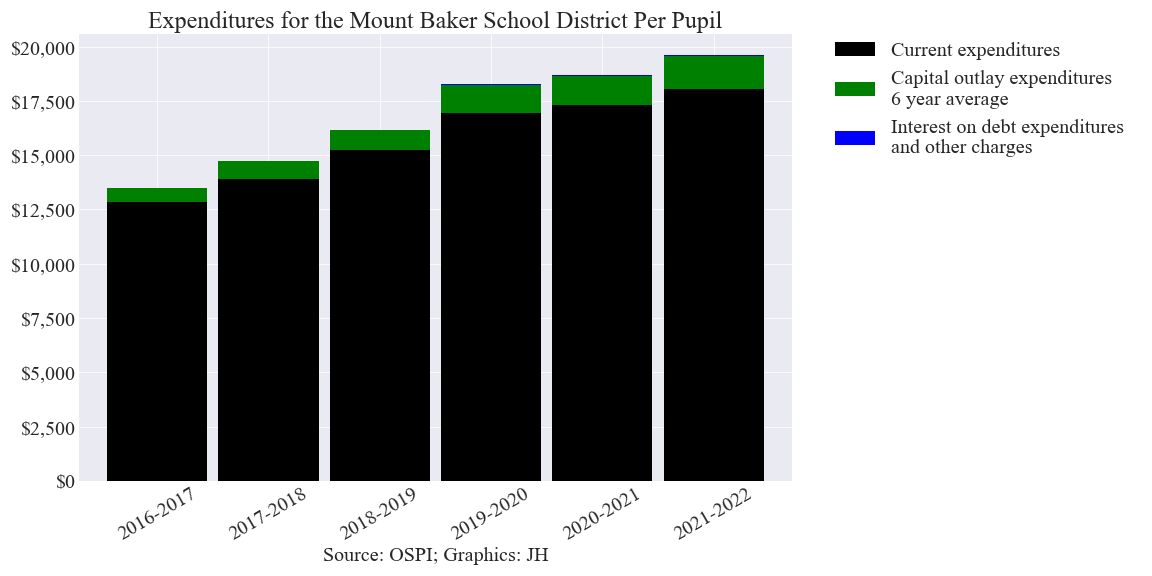 Expenditures for the Mount Baker School District Per Pupil
$20,000
$17,500
$15,000
$12,500
$10,000
$7,500
$5,000
$2,500
$0
2016-2017
2017-2018
2018-2019
2019-2020
2020-2021
2021-2022
Source: OSPI; Graphics: JH
Current expenditures
Capital outlay expenditures
6 year average
Interest on debt expenditures
and other charges